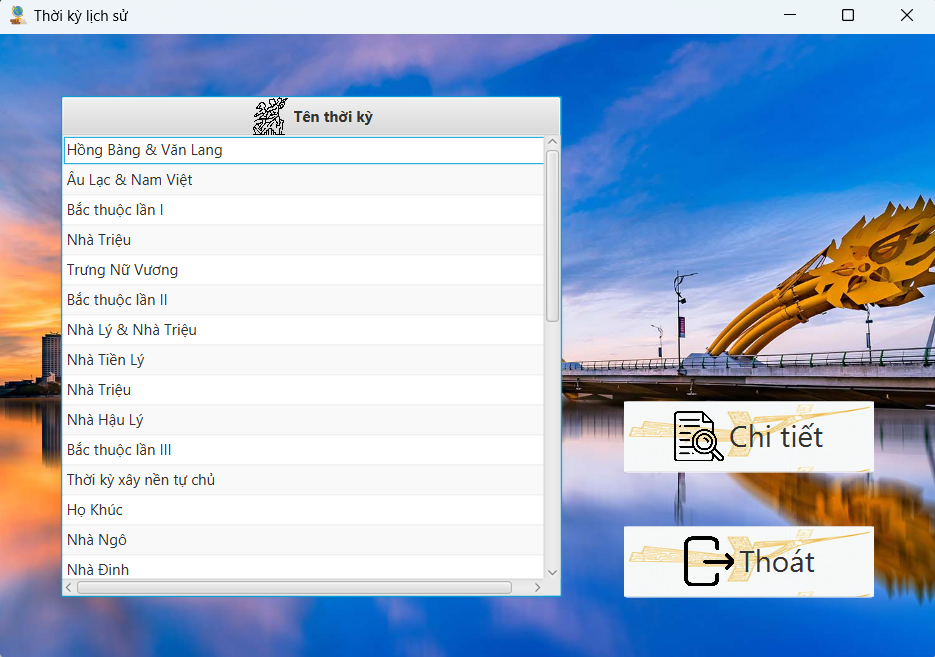 Thời kỳ lịch sử
Tên thời kỳ
Hồng Bàng & Văn Lang
Âu Lạc & Nam Việt
Bắc thuộc lần I
Nhà Triệu
Trưng Nữ Vương
Bắc thuộc lần II
Nhà Lý & Nhà Triệu
Nhà Tiền Lý
Nhà Triệu
Nhà Hậu Lý
Bắc thuộc lần III
Thời kỳ xây nền tự chủ
Họ Khúc
Nhà Ngô
Nhà Đinh
Chi tiết
Thoát